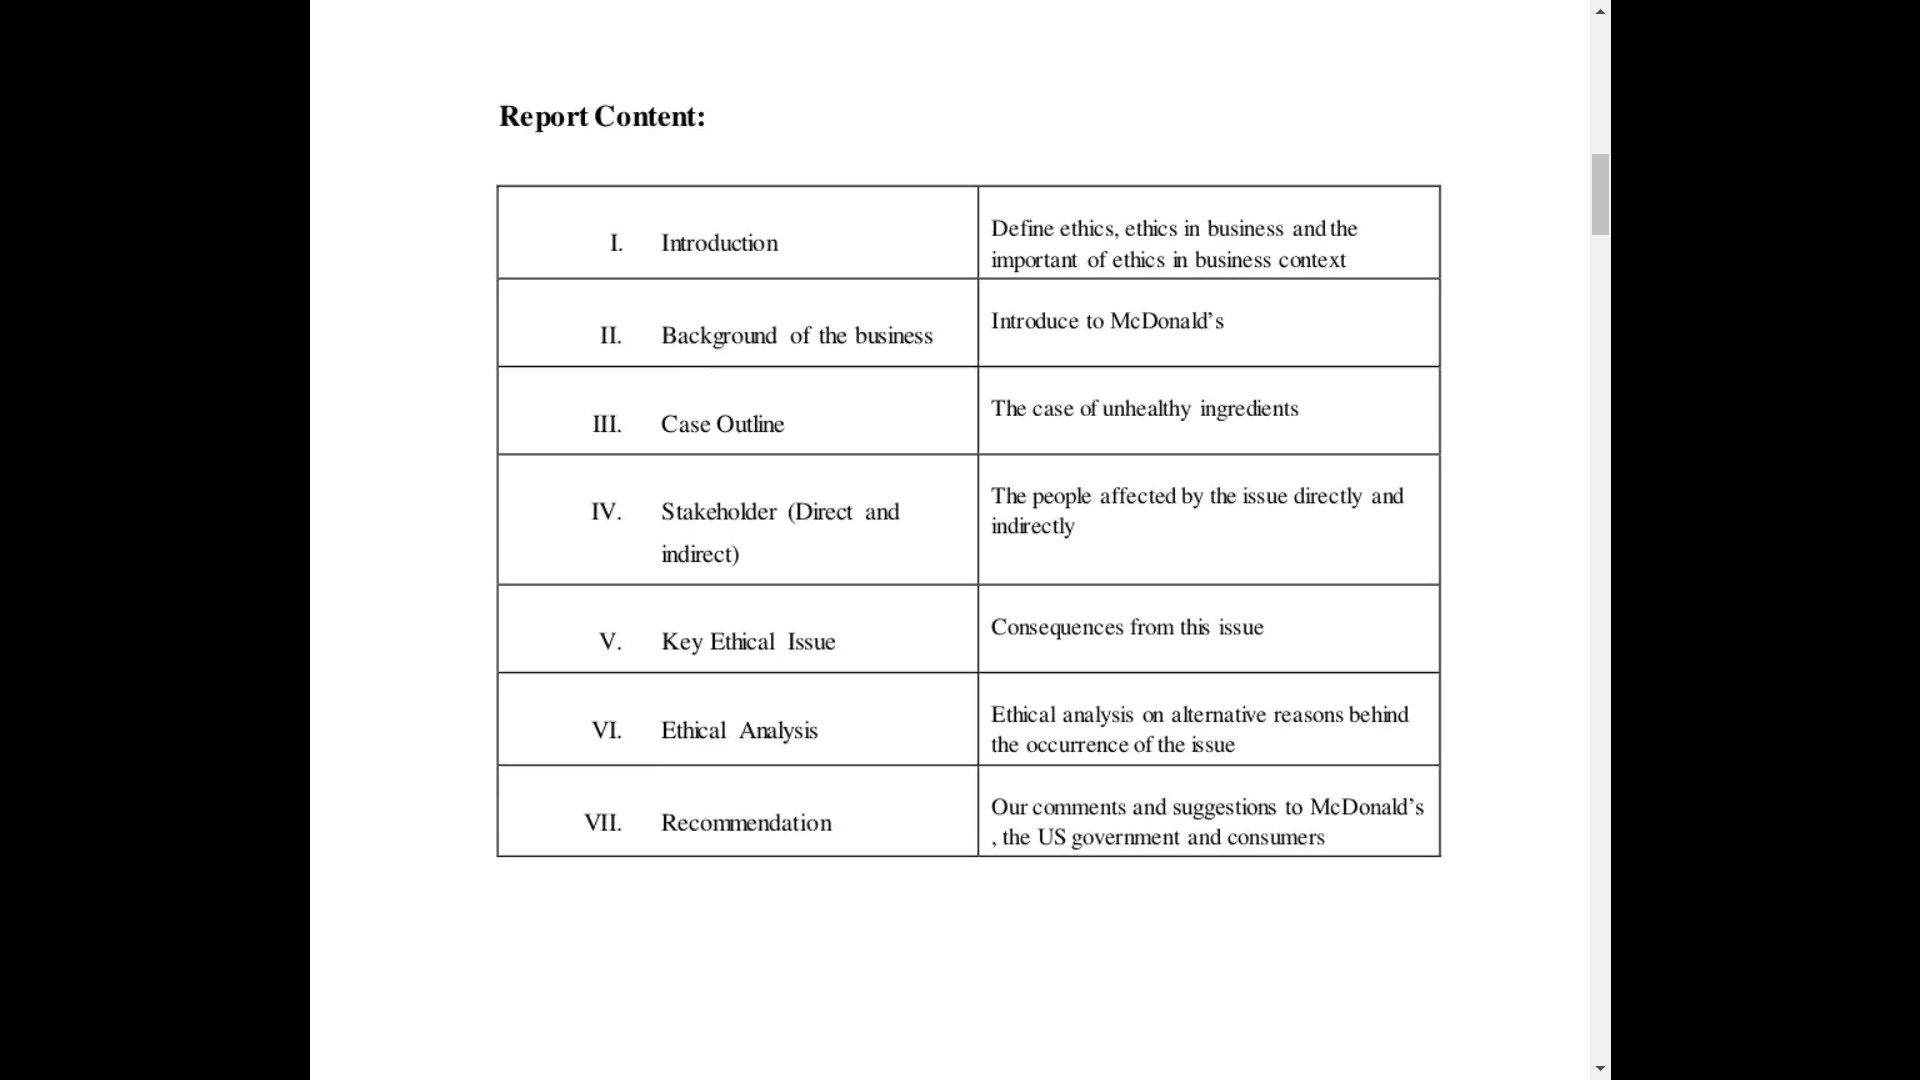 Report Content:
I. Introduction
Define ethics, ethics in business and the
important of ethics in business context
II. Background of the business
Introduce to McDonald’s
III. Case Outline
The case of unhealthy ingredients
IV. Stakeholder (Direct and
indirect)
The people affected by the issue directly and
indirectly
V. Key Ethical Issue
Consequences from this issue
VI. Ethical Analysis
Ethical analysis on alternative reasons behind
the occurrence of the issue
VII. Recommendation
Our comments and suggestions to McDonald’s
, the US government and consumers